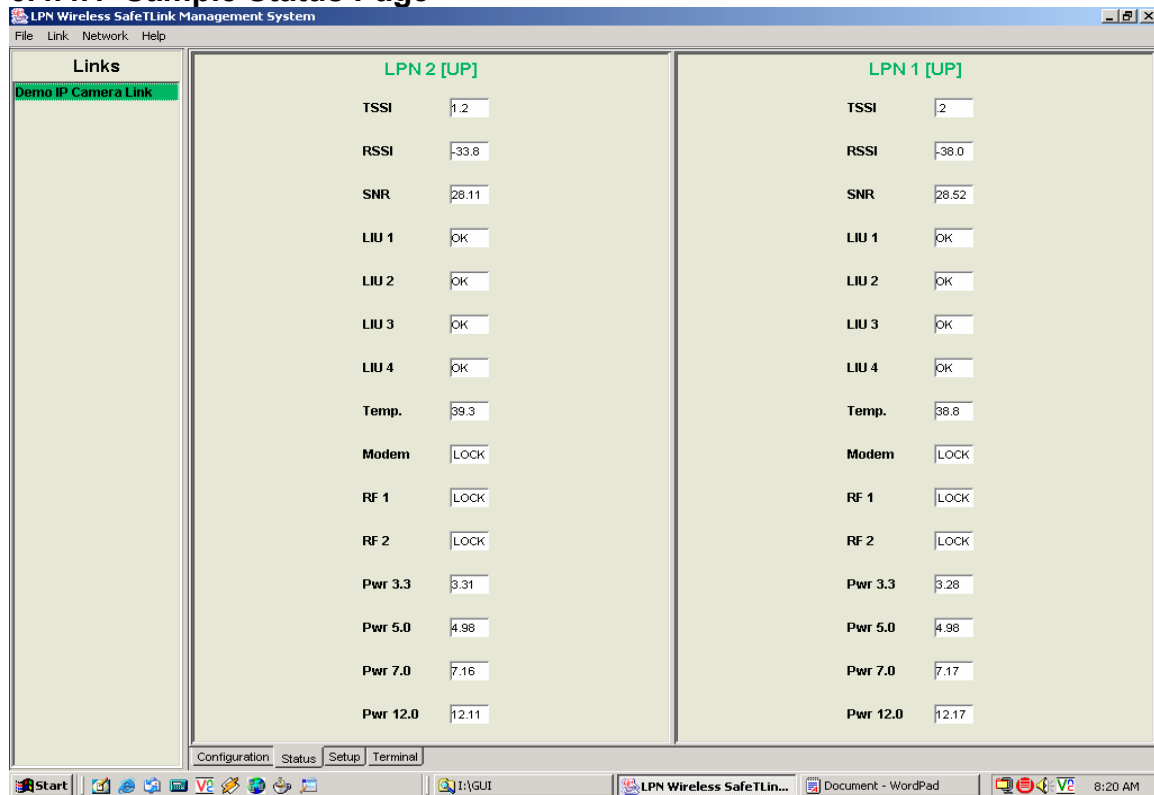 LPN Wireless SafeTLink Management System
File Link Network Help
Links
Demo IP Camera Link
LPN 2 [UP]
TSSI 1.2
RSSI -33.8
SNR 28.11
LIU 1 OK
LIU 2 OK
LIU 3 OK
LIU 4 OK
Temp. 39.3
Modem LOCK
RF 1 LOCK
RF 2 LOCK
Pwr 3.3 3.31
Pwr 5.0 4.98
Pwr 7.0 7.16
Pwr 12.0 12.11
LPN 1 [UP]
TSSI .2
RSSI -38.0
SNR 28.52
LIU 1 OK
LIU 2 OK
LIU 3 OK
LIU 4 OK
Temp. 38.8
Modem LOCK
RF 1 LOCK
RF 2 LOCK
Pwr 3.3 3.28
Pwr 5.0 4.98
Pwr 7.0 7.17
Pwr 12.0 12.17
Configuration Status Setup Terminal
Start I:\GUI LPN Wireless SafeTLin... Document - WordPad 8:20 AM